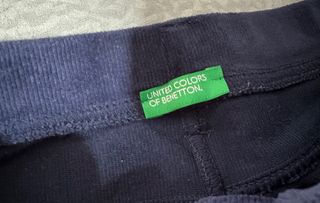 UNITED COLORS
OF BENETTON.